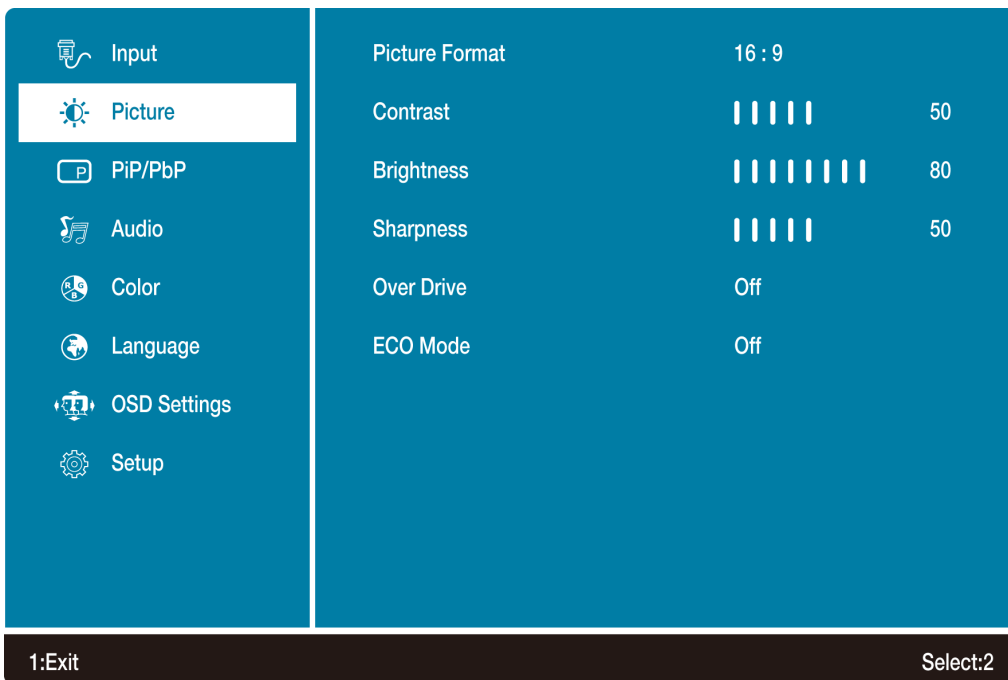 Input
Picture
PiP/PbP
P
Audio
R G
B
Color
Language
OSD Settings
Setup
Picture Format 16 : 9
Contrast 50
Brightness 80
Sharpness 50
Over Drive Off
ECO Mode Off
1:Exit Select:2